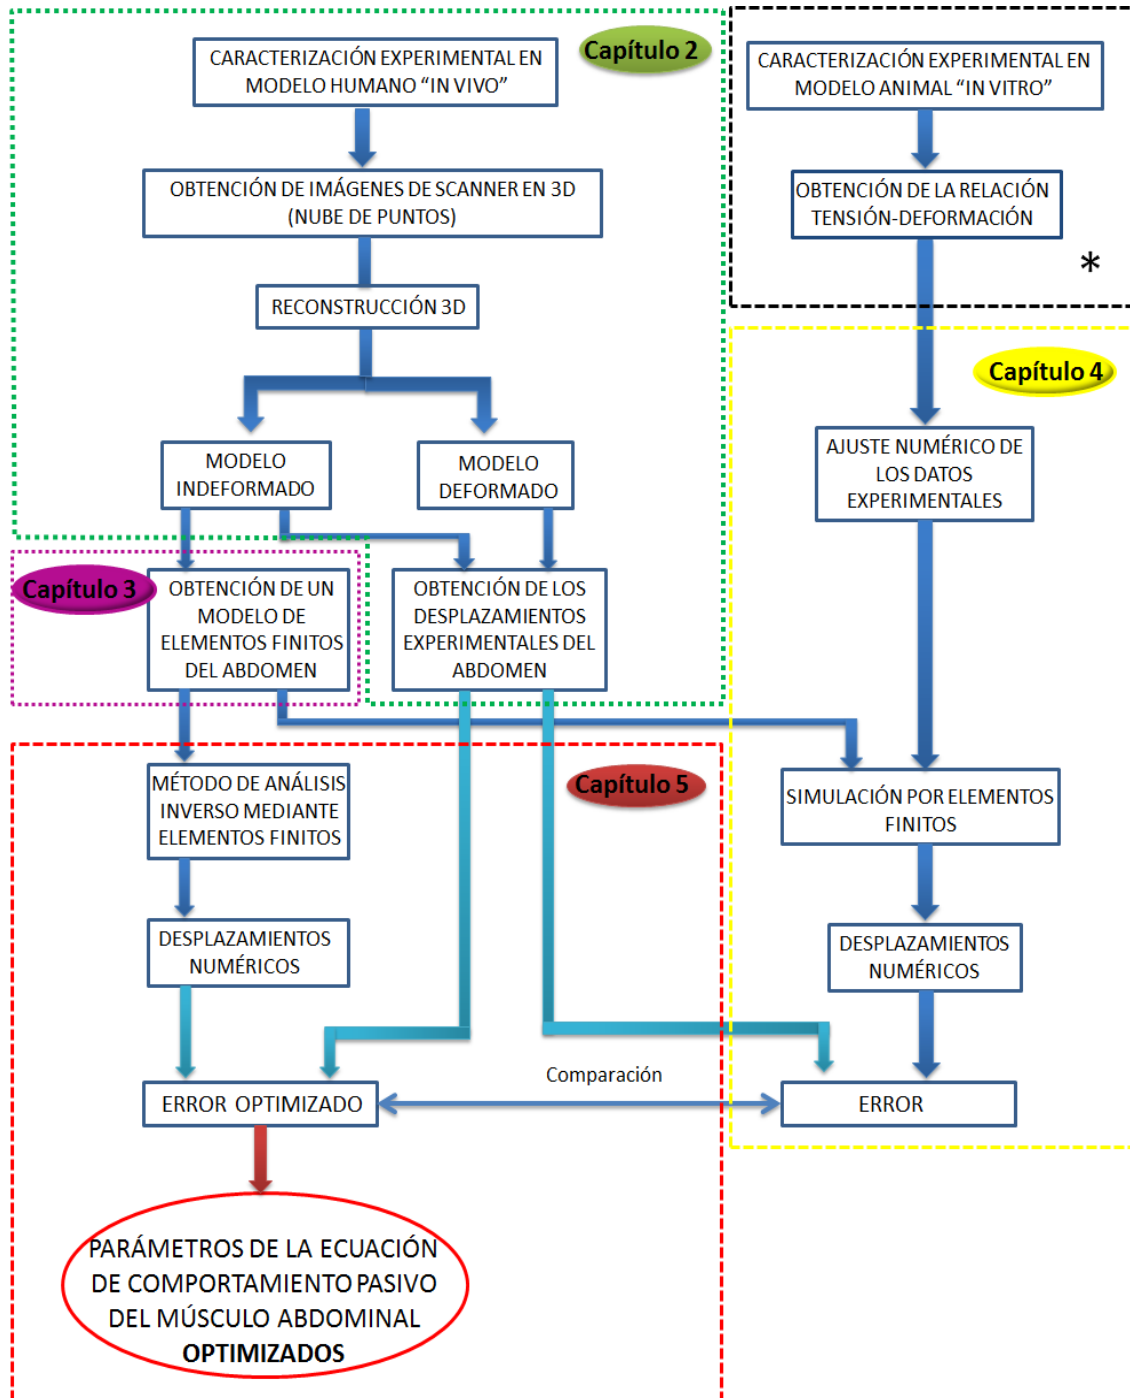 Capítulo 2
CARACTERIZACIÓN EXPERIMENTAL EN
MODELO HUMANO “IN VIVO”
OBTENCIÓN DE IMÁGENES DE SCANNER EN 3D
(NUBE DE PUNTOS)
RECONSTRUCCIÓN 3D
MODELO
INDEFORMADO
MODELO
DEFORMADO
CARACTERIZACIÓN EXPERIMENTAL EN
MODELO ANIMAL “IN VITRO”
OBTENCIÓN DE LA RELACIÓN
TENSIÓN-DEFORMACIÓN
*
Capítulo 4
AJUSTE NUMÉRICO DE
LOS DATOS
EXPERIMENTALES
Capítulo 3
OBTENCIÓN DE UN
MODELO DE
ELEMENTOS FINITOS
DEL ABDOMEN
OBTENCIÓN DE LOS
DESPLAZAMIENTOS
EXPERIMENTALES DEL
ABDOMEN
Capítulo 5
MÉTODO DE ANÁLISIS
INVERSO MEDIANTE
ELEMENTOS FINITOS
SIMULACIÓN POR ELEMENTOS
FINITOS
DESPLAZAMIENTOS
NUMÉRICOS
DESPLAZAMIENTOS
NUMÉRICOS
ERROR OPTIMIZADO
Comparación
ERROR
PARÁMETROS DE LA ECUACIÓN
DE COMPORTAMIENTO PASIVO
DEL MÚSCULO ABDOMINAL
OPTIMIZADOS